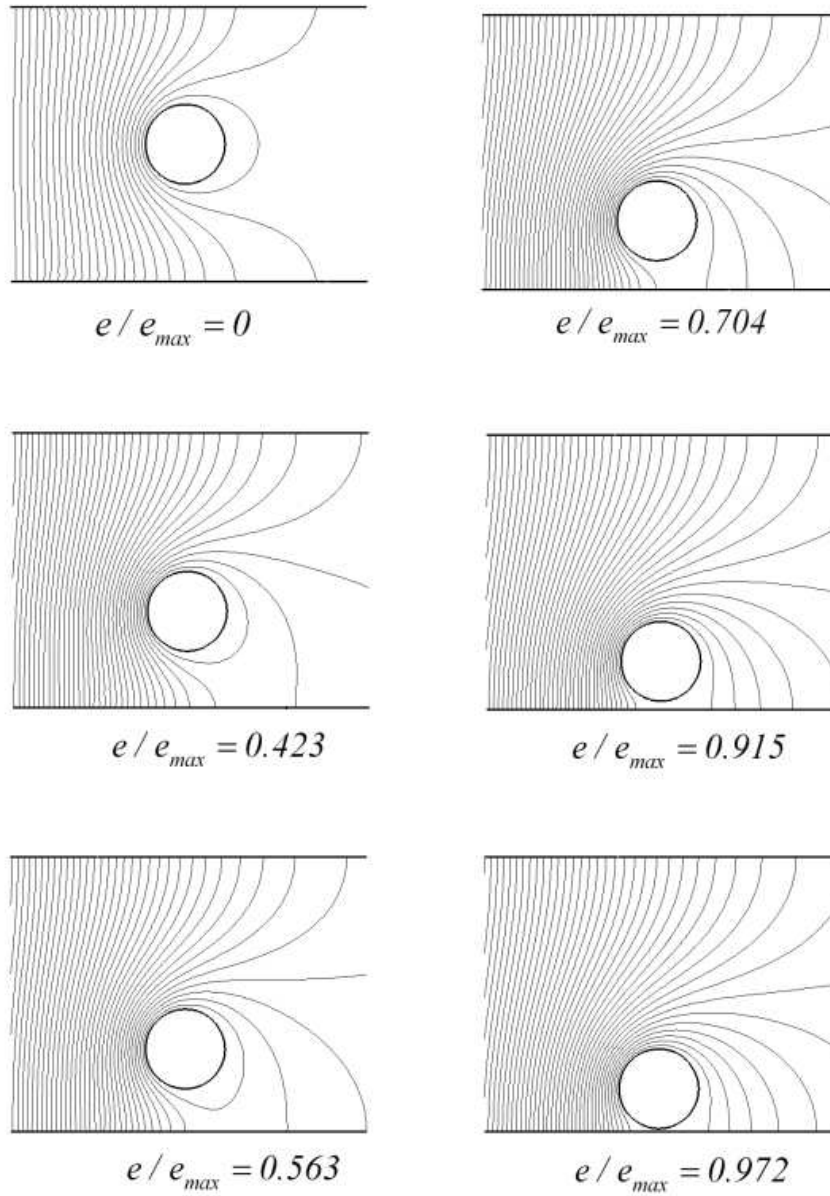 e / e_max = 0
e / e_max = 0.704
e / e_max = 0.423
e / e_max = 0.915
e / e_max = 0.563
e / e_max = 0.972